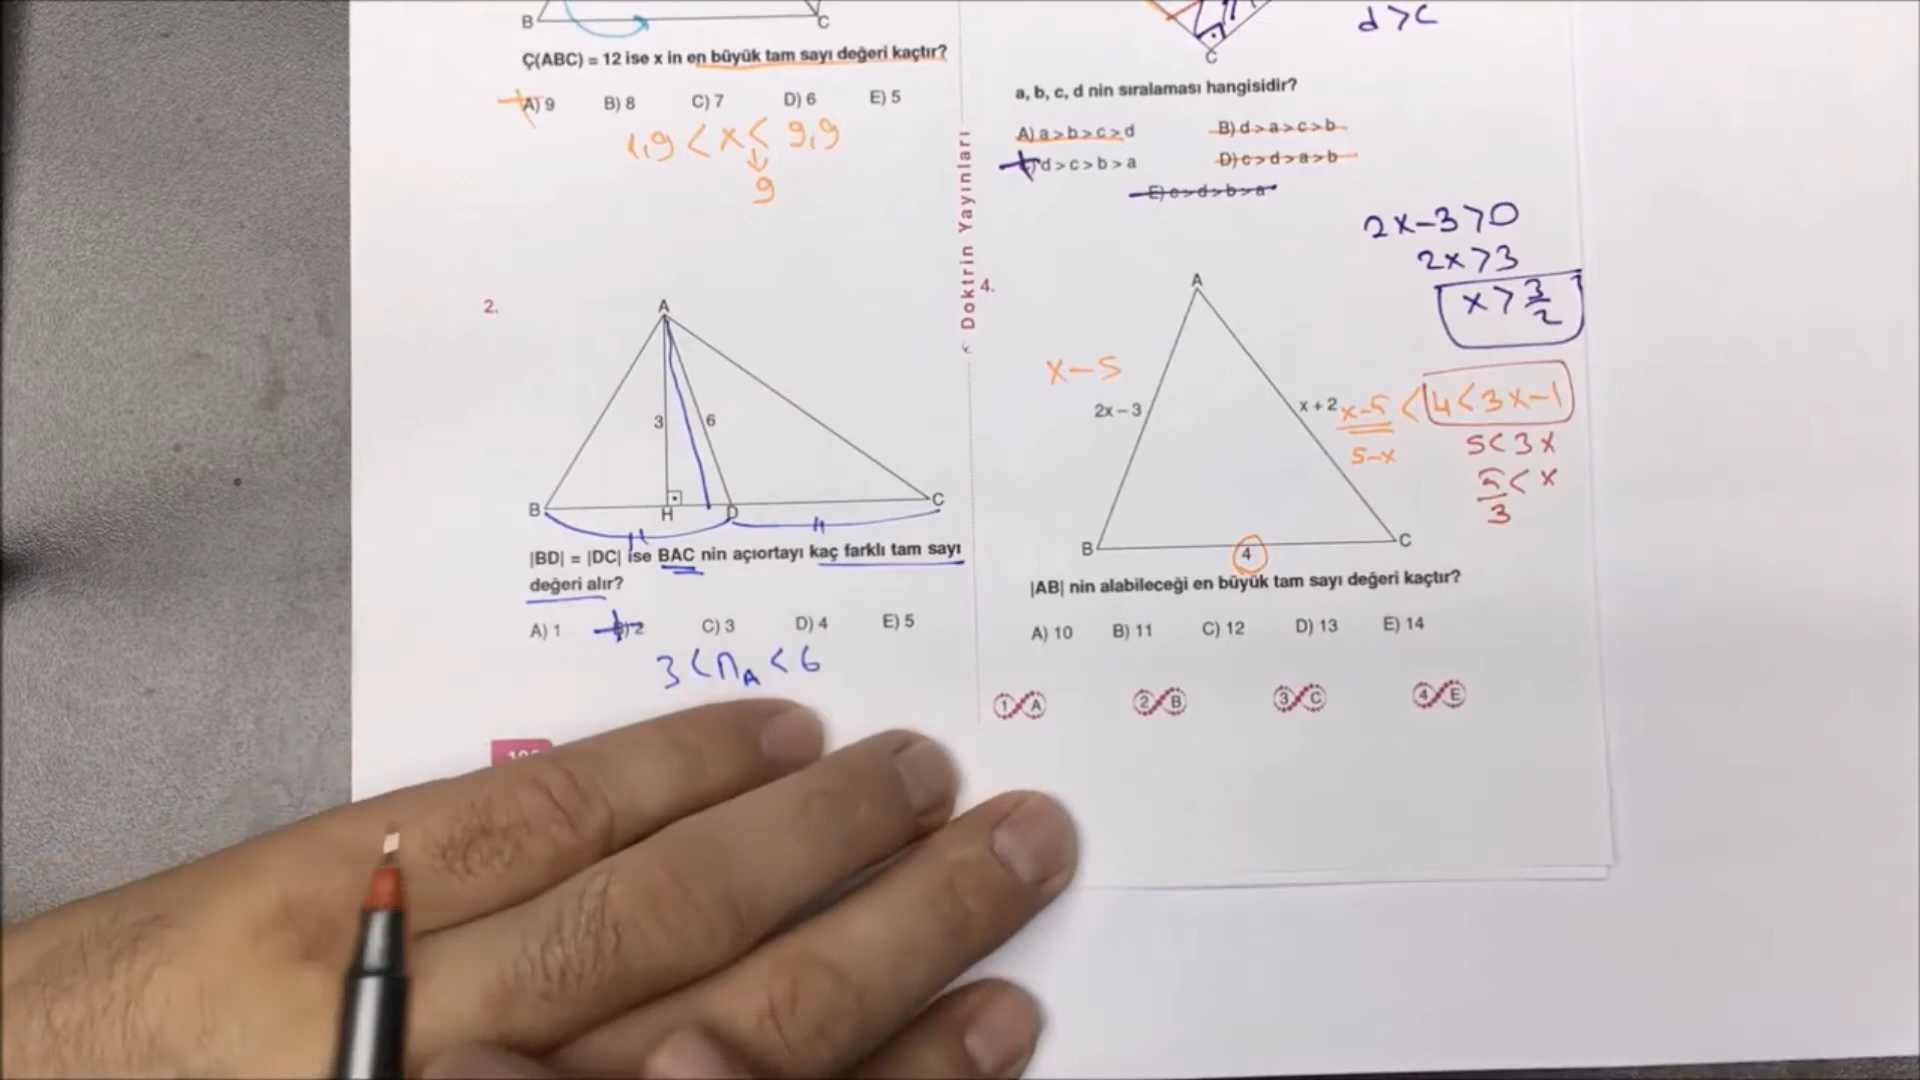 B
C
Ç(ABC) = 12 ise x in en büyük tam sayı değeri kaçtır?
A) 9 B) 8 C) 7 D) 6 E) 5
1,9 < x < 9,9
9
2.
A
3
6
B
H
D
C
|BD| = |DC| ise BAC nin açıortayı kaç farklı tam sayı
değeri alır?
A) 1 B) 2 C) 3 D) 4 E) 5
3 < nA < 6
Doktrin Yayınları
d > c
C
a, b, c, d nin sıralaması hangisidir?
A) a > b > c > d B) d > a > c > b
d > c > b > a D) c > d > a > b
E) c > d > b > a
2x-3 > 0
2x > 3
x > 3/2
4.
A
x-5
2x – 3
x + 2
x-5 < 4 < 3x-1
5-x
5 < 3x
5/3 < x
B
4
C
|AB| nin alabileceği en büyük tam sayı değeri kaçtır?
A) 10 B) 11 C) 12 D) 13 E) 14
1 A 2 B 3 C 4 E